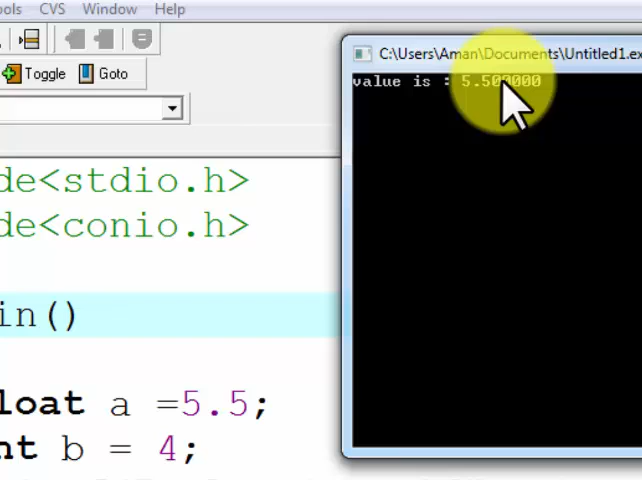 ols CVS Window Help
Toggle Goto
C:\Users\Aman\Documents\Untitled1.ex
value is : 5.500000
de<stdio.h>
de<conio.h>
in()
loat a =5.5;
nt b = 4;